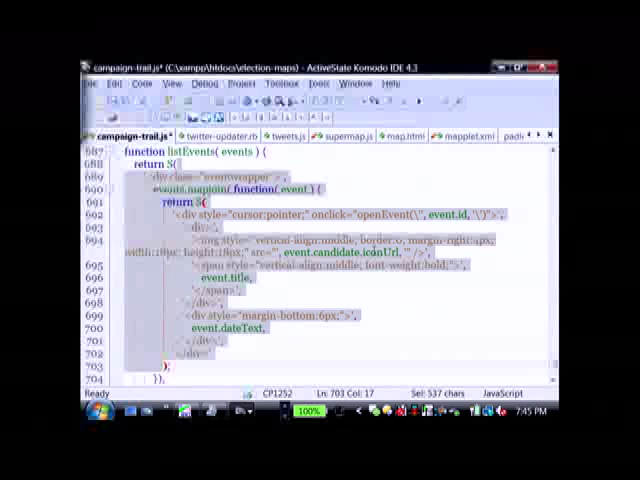 campaign-trail.js* (C:\xampp\htdocs\election-maps) - ActiveState Komodo IDE 4.3
File Edit Code View Debug Project Toolbox Tools Window Help
campaign-trail.js* twitter-updater.rb tweets.js supermap.js map.html mapplet.xml
687 function listEvents( events ) {
688 return S(
689 '<div class="eventwrapper">',
690 events.mapjoin( function( event ) {
691 return S(
692 '<div style="cursor:pointer;" onclick="openEvent(\'', event.id, '\')">',
693 '<div>',
694 '<img style="vertical-align:middle; border:0; margin-right:4px;
width:18px; height:18px;" src="', event.candidate.iconUrl, '" />',
695 '<span style="vertical-align:middle; font-weight:bold;">',
696 event.title,
697 '</span>',
698 '</div>',
699 '<div style="margin-bottom:6px;">',
700 event.dateText,
701 '</div>',
702 '</div>'
703 );
704 }),
Ready CP1252 Ln: 703 Col: 17 Sel: 537 chars JavaScript
100% 7:45 PM